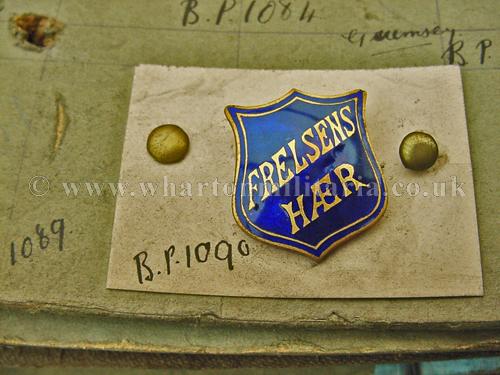 B.P.1084
Guernsey
B.P.
FRELSENS
HÆR
© www.whartonmilitaria.co.uk
1089.
B.P.1090